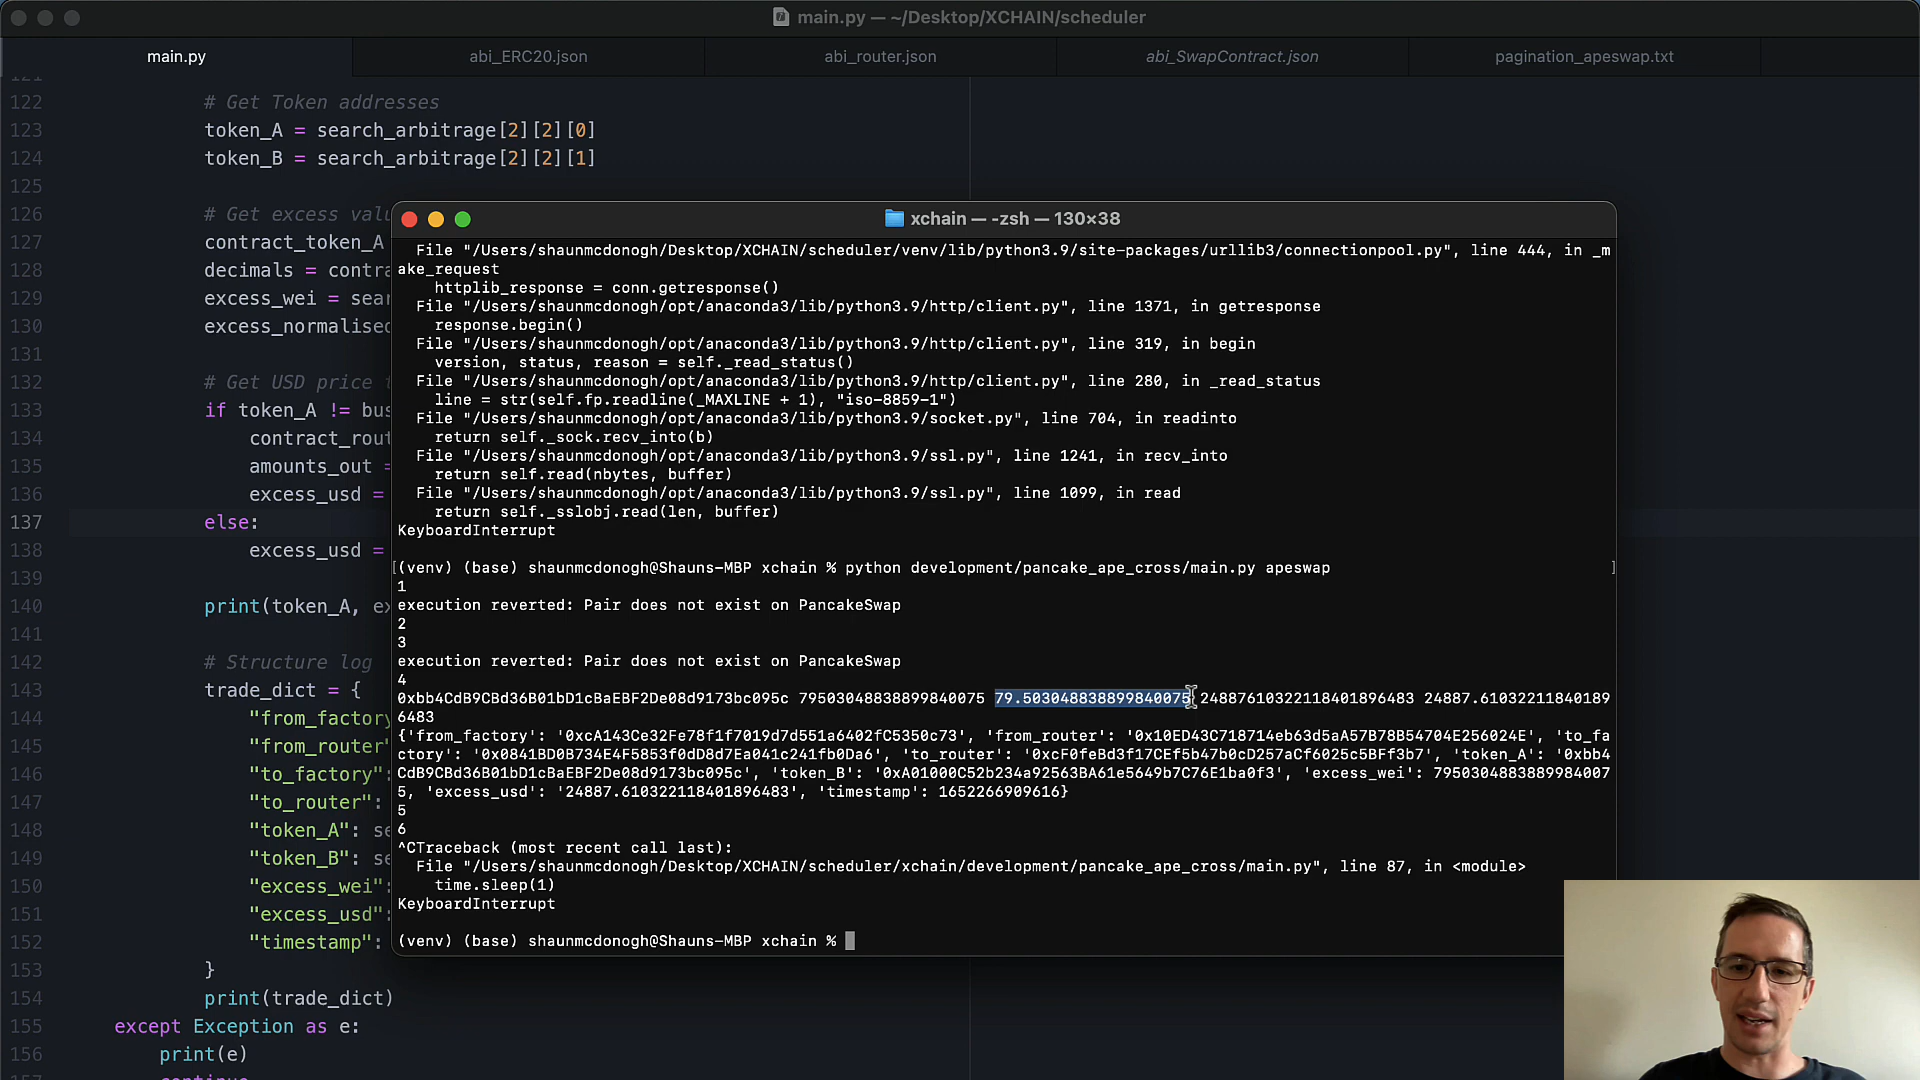 main.py — ~/Desktop/XCHAIN/scheduler
main.py
abi_ERC20.json
abi_router.json
abi_SwapContract.json
pagination_apeswap.txt
121
122 # Get Token addresses
123 token_A = search_arbitrage[2][2][0]
124 token_B = search_arbitrage[2][2][1]
125
126 # Get excess valu
127 contract_token_A
128 decimals = contra
129 excess_wei = sear
130 excess_normalised
131
132 # Get USD price t
133 if token_A != bus
134 contract_rout
135 amounts_out =
136 excess_usd =
137 else:
138 excess_usd =
139
140 print(token_A, ex
141
142 # Structure log
143 trade_dict = {
144 "from_factory
145 "from_router"
146 "to_factory":
147 "to_router":
148 "token_A": se
149 "token_B": se
150 "excess_wei":
151 "excess_usd":
152 "timestamp":
153 }
154 print(trade_dict)
155 except Exception as e:
156 print(e)
157 continue
xchain — -zsh — 130×38
File "/Users/shaunmcdonogh/Desktop/XCHAIN/scheduler/venv/lib/python3.9/site-packages/urllib3/connectionpool.py", line 444, in _m
ake_request
httplib_response = conn.getresponse()
File "/Users/shaunmcdonogh/opt/anaconda3/lib/python3.9/http/client.py", line 1371, in getresponse
response.begin()
File "/Users/shaunmcdonogh/opt/anaconda3/lib/python3.9/http/client.py", line 319, in begin
version, status, reason = self._read_status()
File "/Users/shaunmcdonogh/opt/anaconda3/lib/python3.9/http/client.py", line 280, in _read_status
line = str(self.fp.readline(_MAXLINE + 1), "iso-8859-1")
File "/Users/shaunmcdonogh/opt/anaconda3/lib/python3.9/socket.py", line 704, in readinto
return self._sock.recv_into(b)
File "/Users/shaunmcdonogh/opt/anaconda3/lib/python3.9/ssl.py", line 1241, in recv_into
return self.read(nbytes, buffer)
File "/Users/shaunmcdonogh/opt/anaconda3/lib/python3.9/ssl.py", line 1099, in read
return self._sslobj.read(len, buffer)
KeyboardInterrupt
[(venv) (base) shaunmcdonogh@Shauns-MBP xchain % python development/pancake_ape_cross/main.py apeswap ]
1
execution reverted: Pair does not exist on PancakeSwap
2
3
execution reverted: Pair does not exist on PancakeSwap
4
0xbb4CdB9CBd36B01bD1cBaEBF2De08d9173bc095c 79503048838899840075 79.503048838899840075 24887610322118401896483 24887.61032211840189
6483
{'from_factory': '0xcA143Ce32Fe78f1f7019d7d551a6402fC5350c73', 'from_router': '0x10ED43C718714eb63d5aA57B78B54704E256024E', 'to_fa
ctory': '0x0841BD0B734E4F5853f0dD8d7Ea041c241fb0Da6', 'to_router': '0xcF0feBd3f17CEf5b47b0cD257aCf6025c5BFf3b7', 'token_A': '0xbb4
CdB9CBd36B01bD1cBaEBF2De08d9173bc095c', 'token_B': '0xA01000C52b234a92563BA61e5649b7C76E1ba0f3', 'excess_wei': 7950304883889984007
5, 'excess_usd': '24887.610322118401896483', 'timestamp': 1652266909616}
5
6
^CTraceback (most recent call last):
File "/Users/shaunmcdonogh/Desktop/XCHAIN/scheduler/xchain/development/pancake_ape_cross/main.py", line 87, in <module>
time.sleep(1)
KeyboardInterrupt
(venv) (base) shaunmcdonogh@Shauns-MBP xchain %